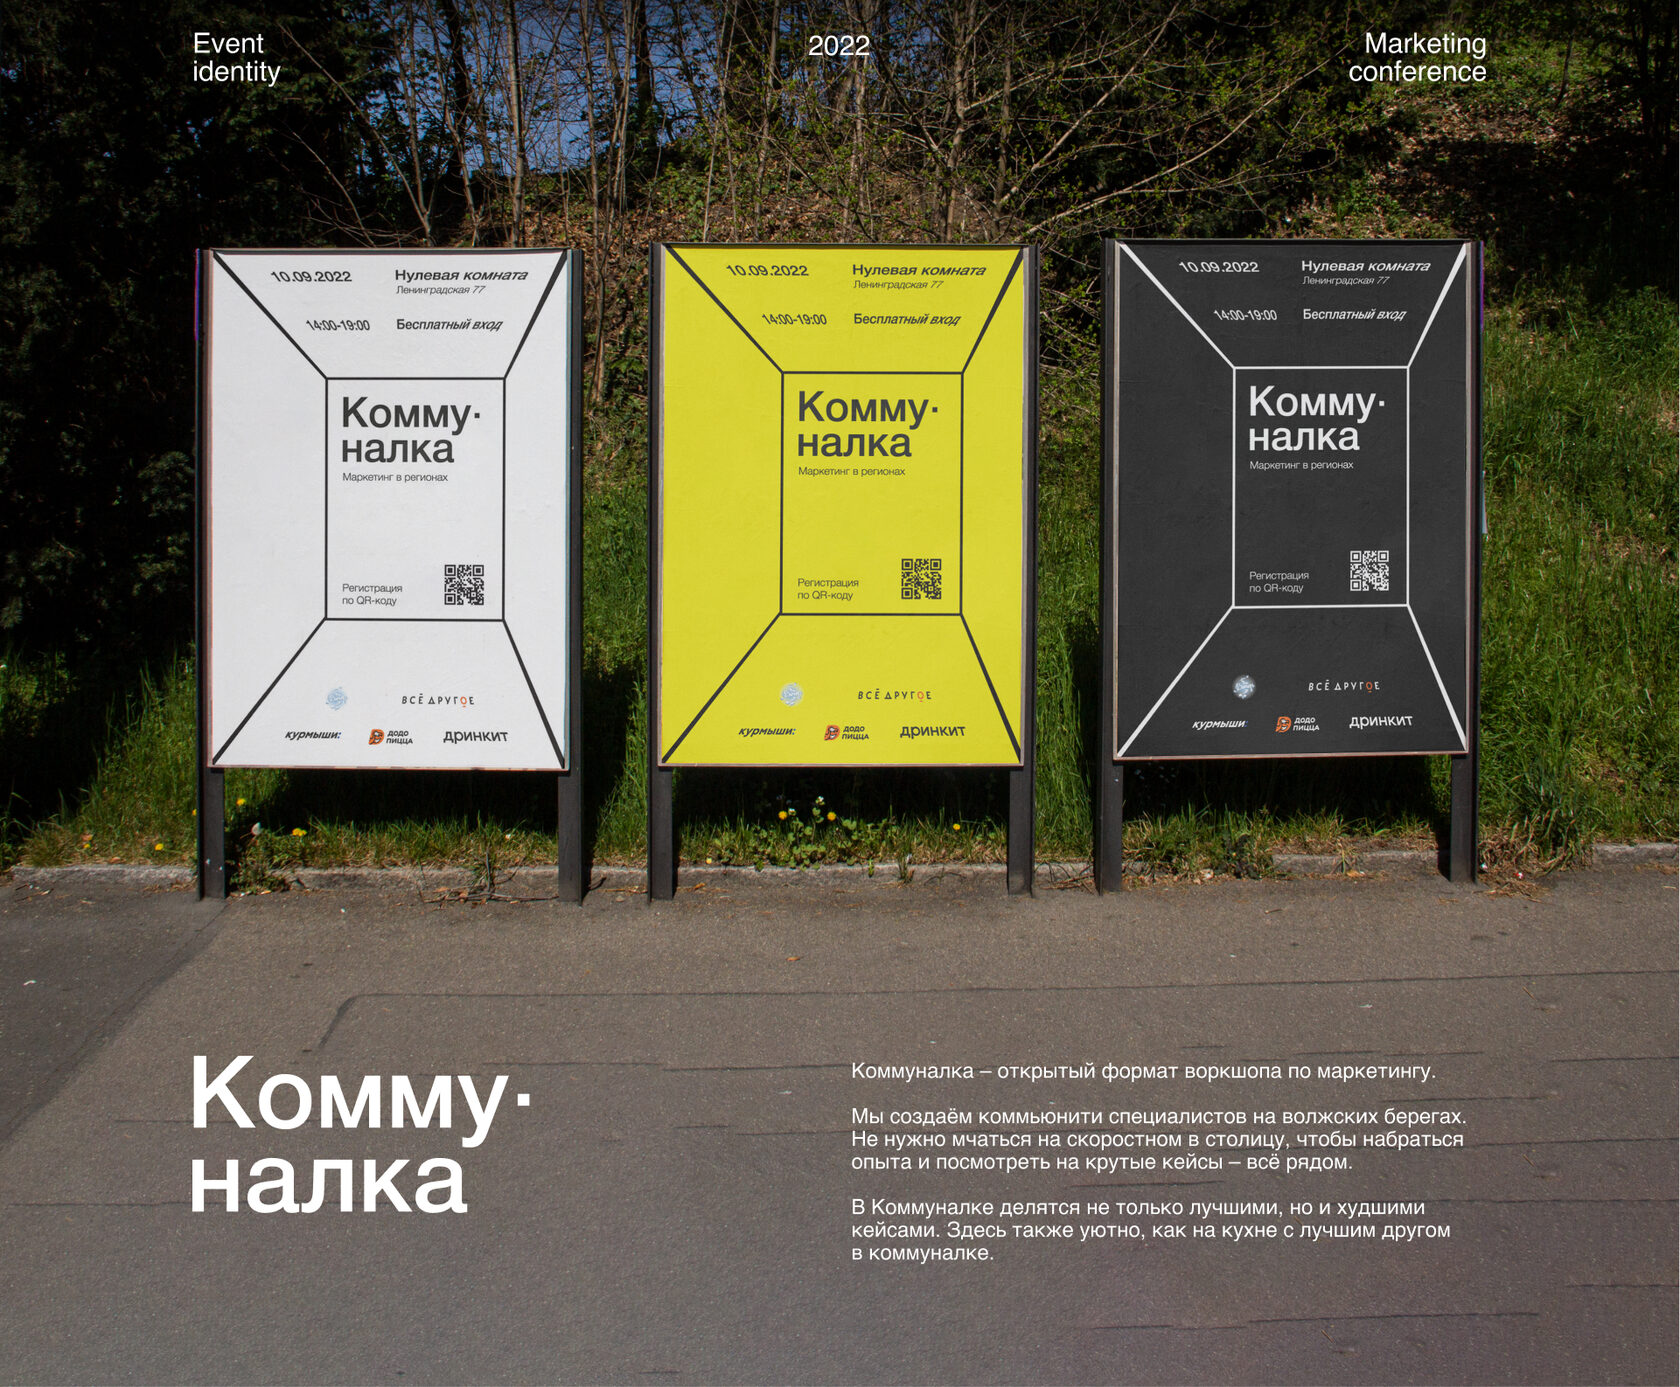 Event
identity
2022
Marketing
conference
10.09.2022
Нулевая комната
Ленинградская 77
14:00-19:00
Бесплатный вход
Комму·
налка
Маркетинг в регионах
Регистрация
по QR-коду
ВСЁ ДРУГОЕ
курмыши:
ДОДО
ПИЦЦА
ДРИНКИТ
10.09.2022
Нулевая комната
Ленинградская 77
14:00-19:00
Бесплатный вход
Комму·
налка
Маркетинг в регионах
Регистрация
по QR-коду
ВСЁ ДРУГОЕ
курмыши:
ДОДО
ПИЦЦА
ДРИНКИТ
10.09.2022
Нулевая комната
Ленинградская 77
14:00-19:00
Бесплатный вход
Комму·
налка
Маркетинг в регионах
Регистрация
по QR-коду
ВСЁ ДРУГОЕ
курмыши:
ДОДО
ПИЦЦА
ДРИНКИТ
Комму·
налка
Коммуналка – открытый формат воркшопа по маркетингу.
Мы создаём коммьюнити специалистов на волжских берегах.
Не нужно мчаться на скоростном в столицу, чтобы набраться
опыта и посмотреть на крутые кейсы – всё рядом.
В Коммуналке делятся не только лучшими, но и худшими
кейсами. Здесь также уютно, как на кухне с лучшим другом
в коммуналке.